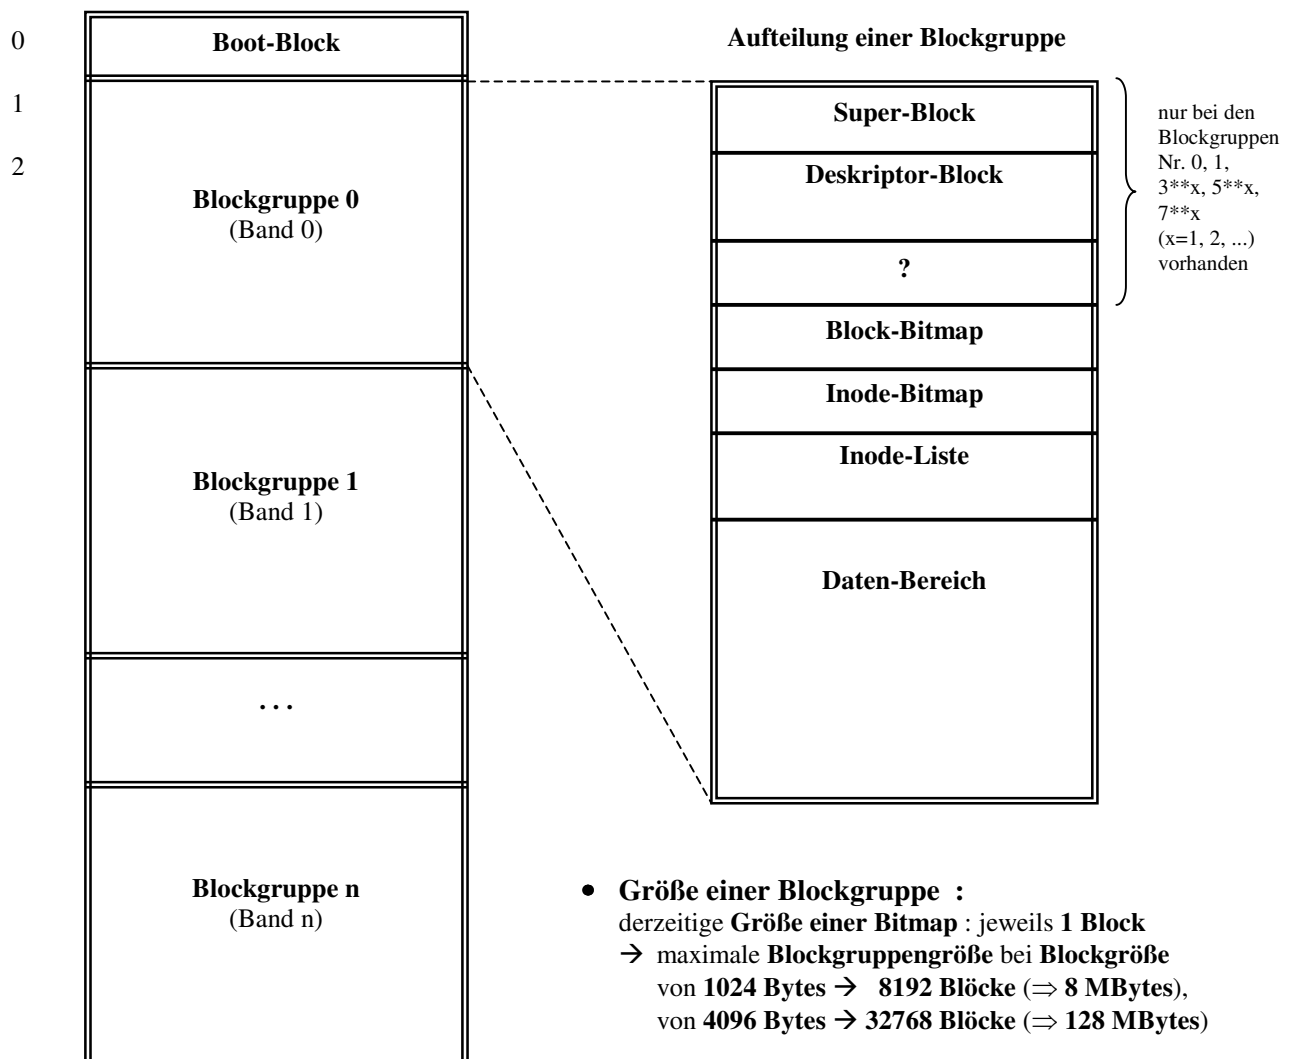 0
Boot-Block
1
2
Blockgruppe 0
(Band 0)
Blockgruppe 1
(Band 1)
...
Blockgruppe n
(Band n)
Aufteilung einer Blockgruppe
Super-Block
Deskriptor-Block
?
Block-Bitmap
Inode-Bitmap
Inode-Liste
Daten-Bereich
nur bei den
Blockgruppen
Nr. 0, 1,
3**x, 5**x,
7**x
(x=1, 2, ...)
vorhanden
• Größe einer Blockgruppe :
derzeitige Größe einer Bitmap : jeweils 1 Block
→ maximale Blockgruppengröße bei Blockgröße
von 1024 Bytes → 8192 Blöcke (⇒ 8 MBytes),
von 4096 Bytes → 32768 Blöcke (⇒ 128 MBytes)